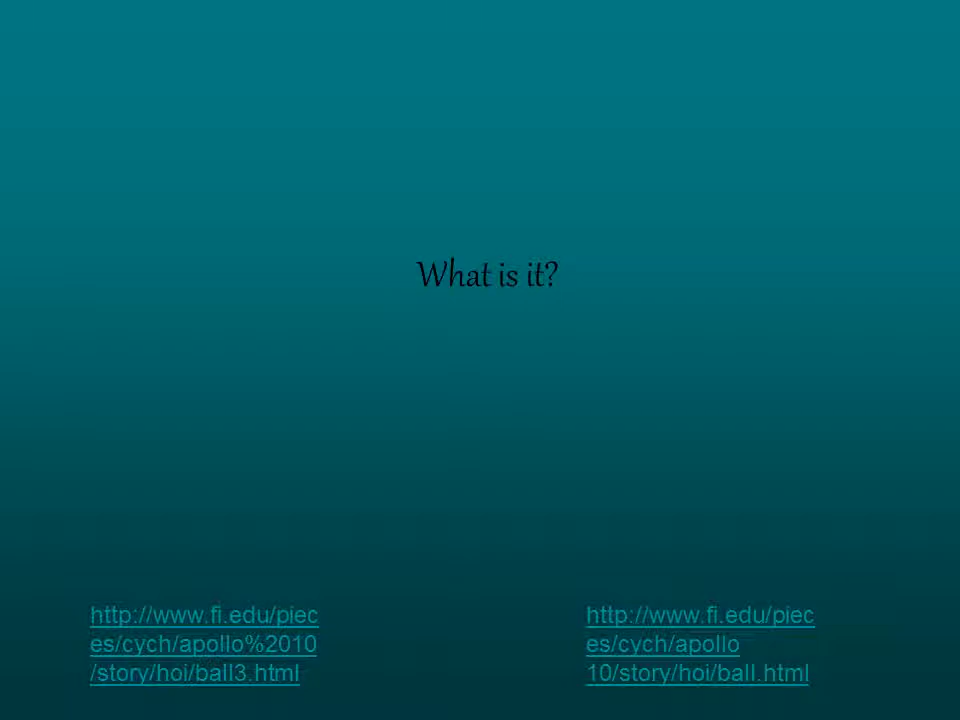 What is it?
http://www.fi.edu/piec
es/cych/apollo%2010
/story/hoi/ball3.html
http://www.fi.edu/piec
es/cych/apollo
10/story/hoi/ball.html